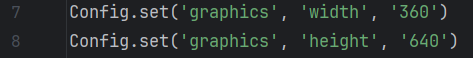 7 Config.set('graphics', 'width', '360')
8 Config.set('graphics', 'height', '640')